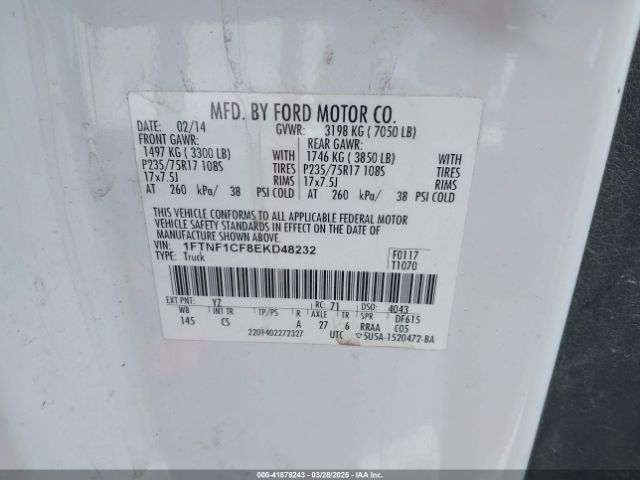 MFD. BY FORD MOTOR CO.
DATE: 02/14 GVWR: 3198 KG ( 7050 LB)
FRONT GAWR: REAR GAWR:
1497 KG ( 3300 LB) WITH 1746 KG ( 3850 LB) WITH
P235/75R17 108S TIRES P235/75R17 108S TIRES
17x7.5J RIMS 17x7.5J RIMS
AT 260 kPa/ 38 PSI COLD AT 260 kPa/ 38 PSI COLD
THIS VEHICLE CONFORMS TO ALL APPLICABLE FEDERAL MOTOR
VEHICLE SAFETY STANDARDS IN EFFECT ON THE DATE OF
MANUFACTURE SHOWN ABOVE.
VIN: 1FTNF1CF8EKD48232 F0117
TYPE: Truck T1070
EXT PNT: YZ RC: 71 DSO: 4043
WB INT TR TP/PS R AXLE TR SPR DF615
145 CS A 27 6 RRAA C05
2201402272327 UTC ▽5U5A-1520472-BA
000-41878243 - 03/28/2025 - IAAI.COM